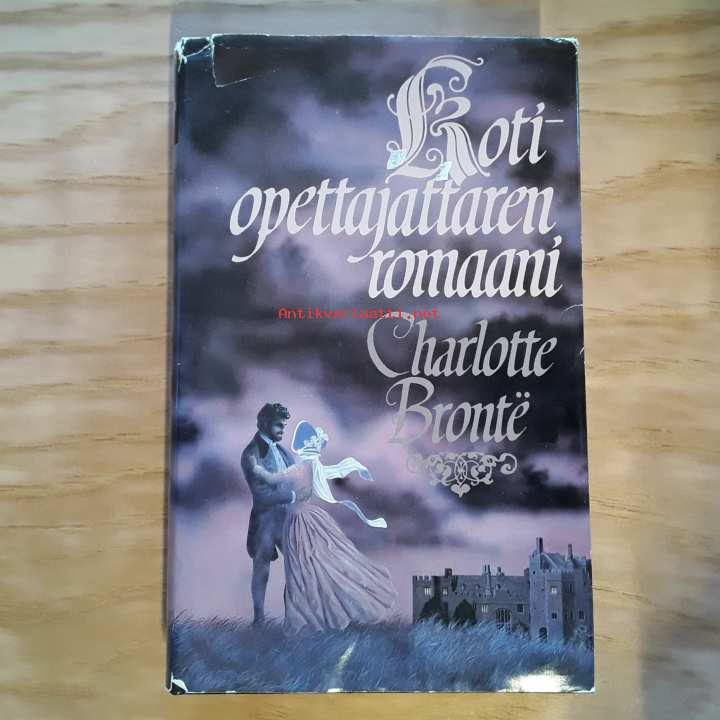 Koti-
opettajattaren
romaani
Antikvariaatti.net
Charlotte
Brontë